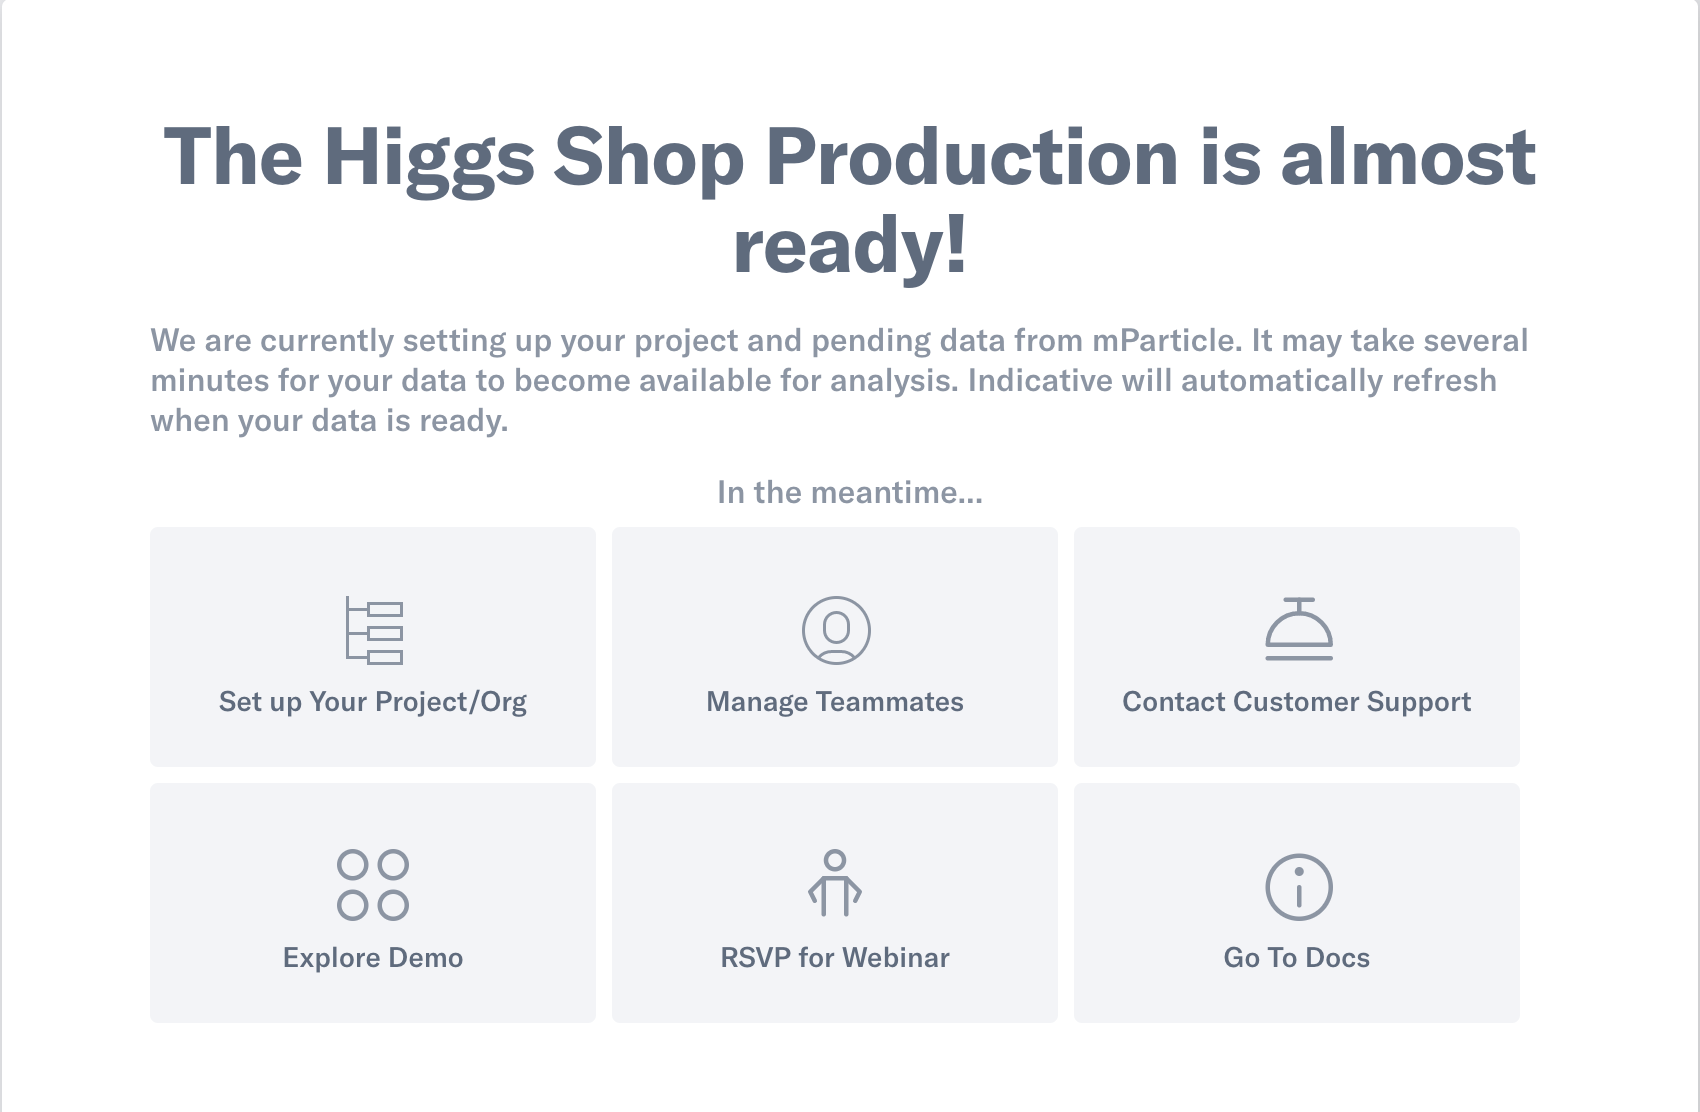 The Higgs Shop Production is almost
ready!
We are currently setting up your project and pending data from mParticle. It may take several
minutes for your data to become available for analysis. Indicative will automatically refresh
when your data is ready.
In the meantime...
Set up Your Project/Org
Manage Teammates
Contact Customer Support
Explore Demo
RSVP for Webinar
Go To Docs